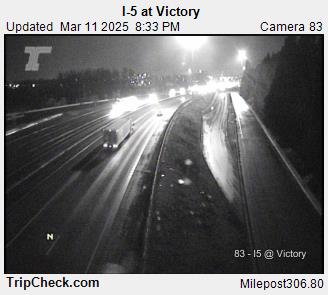 I-5 at Victory
Updated Mar 11 2025 8:33 PM Camera 83
T
N
83 - I5 @ Victory
TripCheck.com Milepost306.80